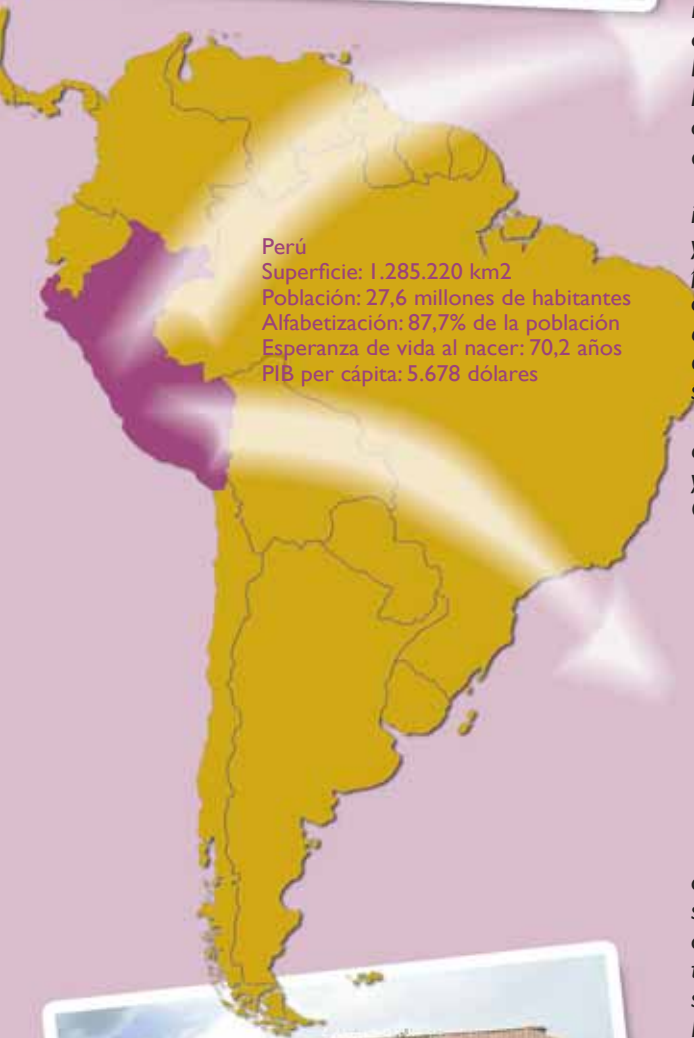 Perú
Superficie: 1.285.220 km2
Población: 27,6 millones de habitantes
Alfabetización: 87,7% de la población
Esperanza de vida al nacer: 70,2 años
PIB per cápita: 5.678 dólares